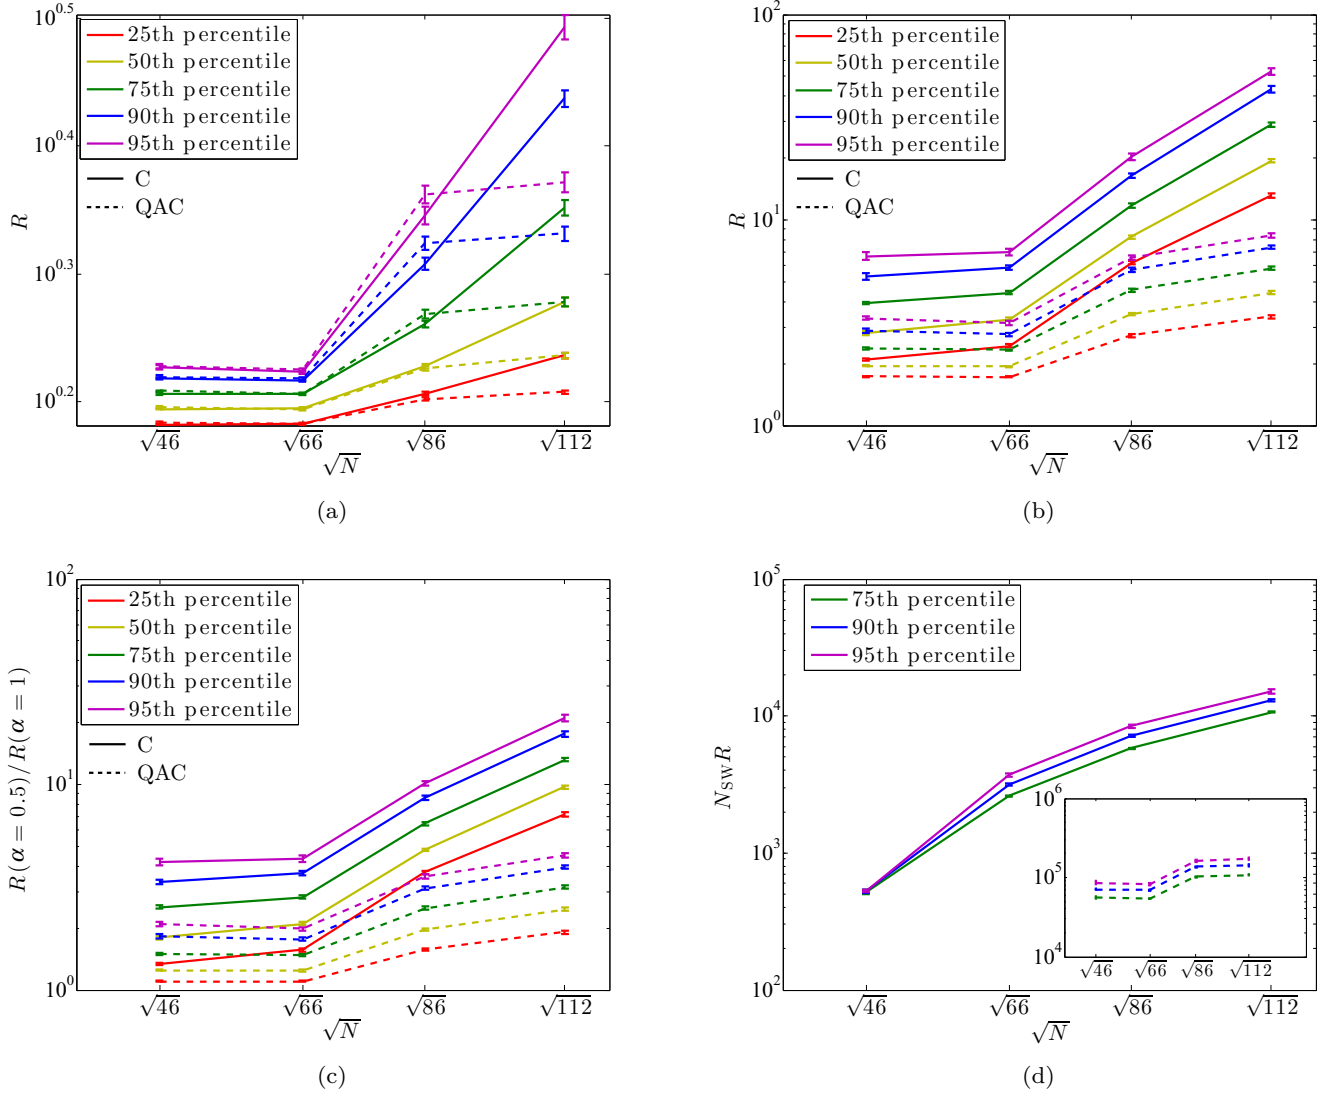 10^0.5
10^0.4
10^0.3
10^0.2
R
25th percentile
50th percentile
75th percentile
90th percentile
95th percentile
C
QAC
√46 √66 √86 √112
√N
(a)
10^2
10^1
10^0
R
25th percentile
50th percentile
75th percentile
90th percentile
95th percentile
C
QAC
√46 √66 √86 √112
√N
(b)
10^2
10^1
10^0
R(α = 0.5)/R(α = 1)
25th percentile
50th percentile
75th percentile
90th percentile
95th percentile
C
QAC
√46 √66 √86 √112
√N
(c)
10^5
10^4
10^3
10^2
N_SW R
75th percentile
90th percentile
95th percentile
10^6
10^5
10^4
√46 √66 √86 √112
√46 √66 √86 √112
√N
(d)